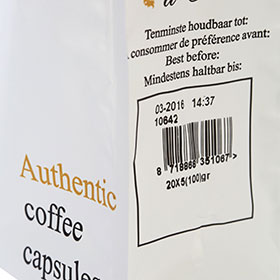 Tenminste houdbaar tot:
A consommer de préférence avant:
Best before:
Mindestens haltbar bis:
03-2016 14:37
10642
8 718868 351067
20X5(100)gr
Authentic
coffee
capsules